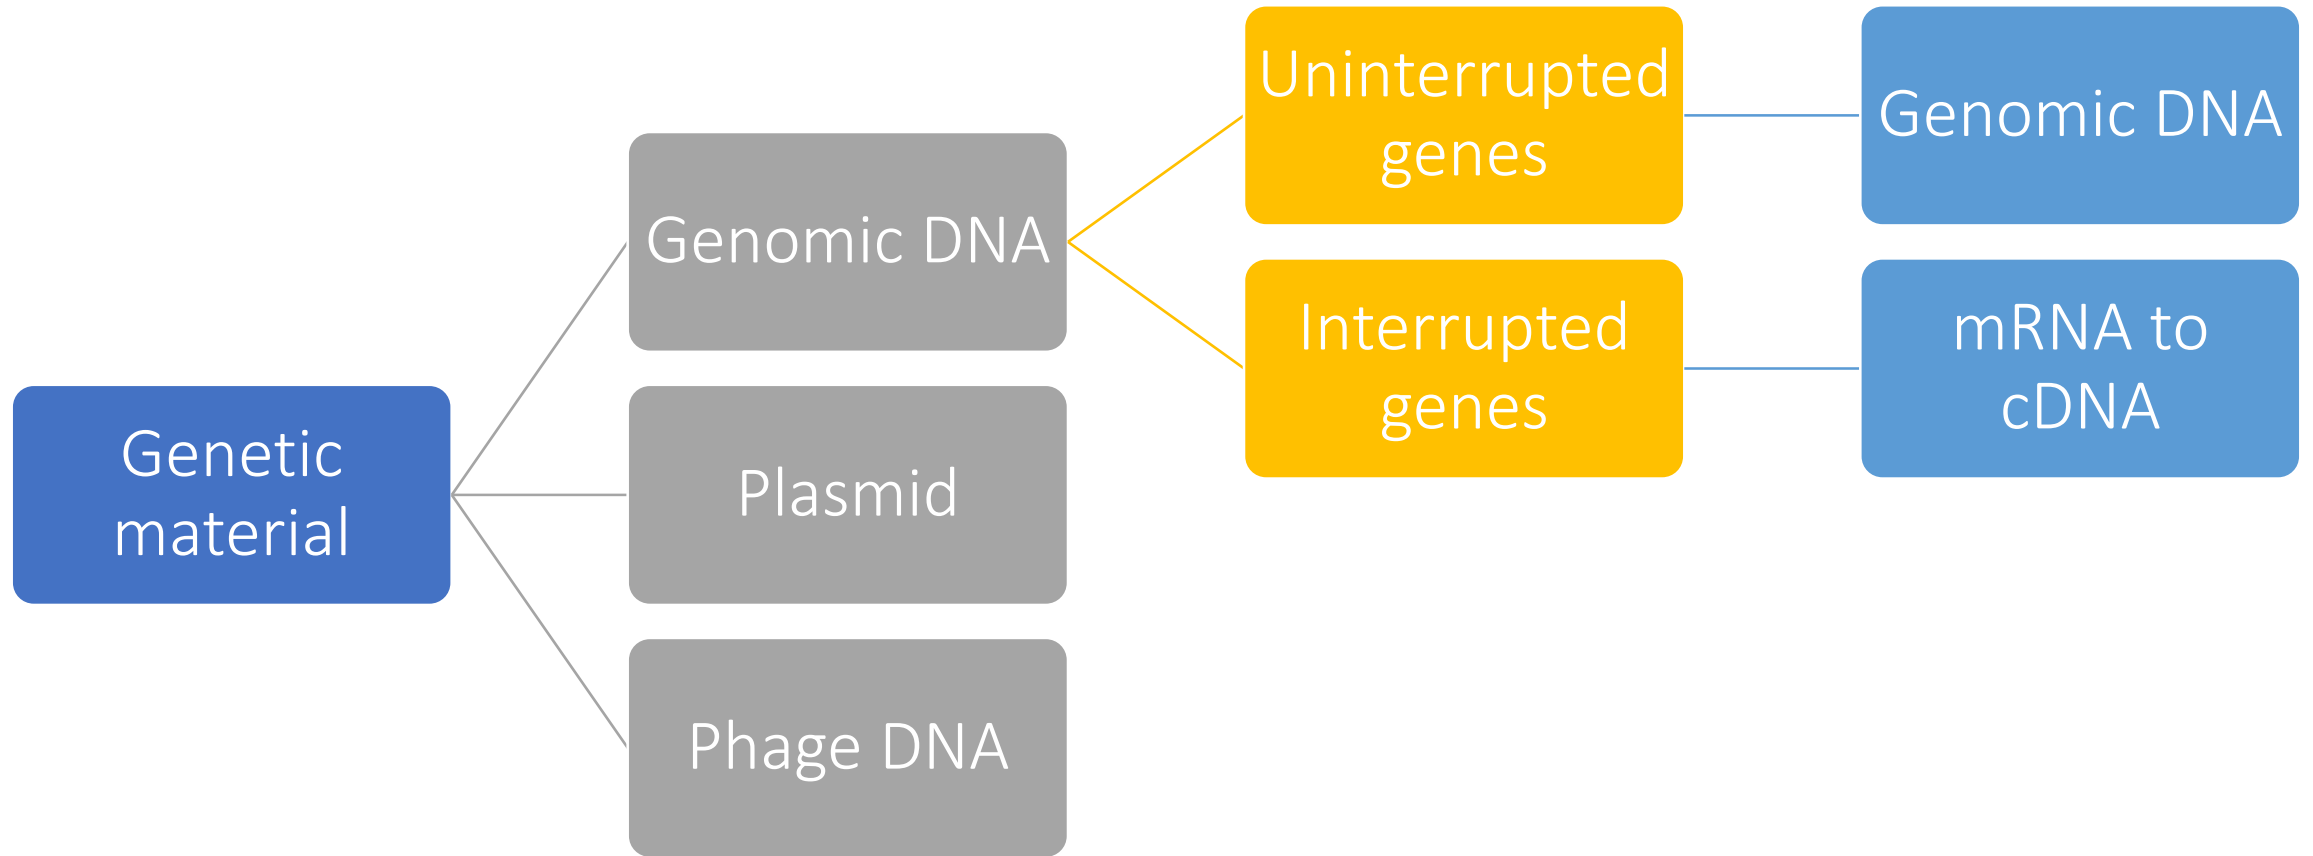 Genetic
material
Genomic DNA
Plasmid
Phage DNA
Uninterrupted
genes
Interrupted
genes
Genomic DNA
mRNA to
cDNA